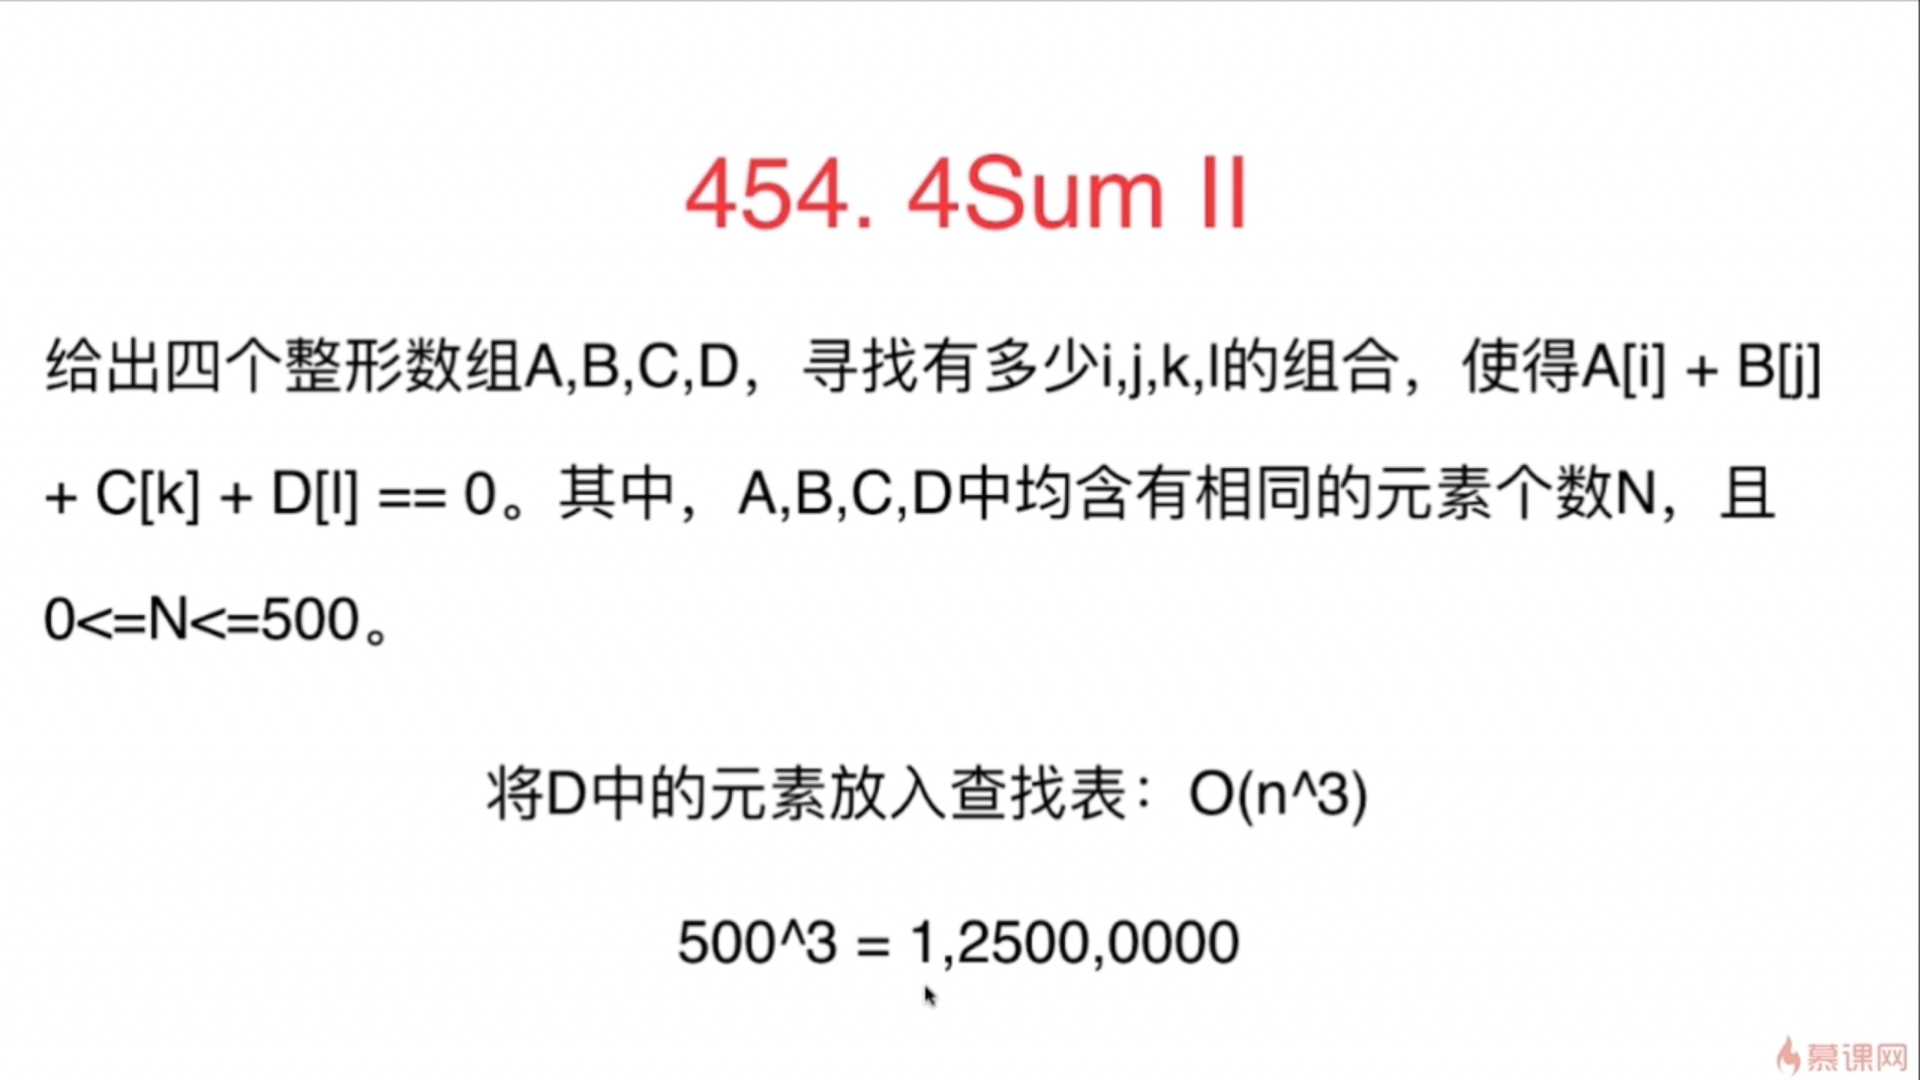 454. 4Sum II
给出四个整形数组A,B,C,D，寻找有多少i,j,k,l的组合，使得A[i] + B[j]
+ C[k] + D[l] == 0。其中，A,B,C,D中均含有相同的元素个数N，且
0<=N<=500。
将D中的元素放入查找表：O(n^3)
500^3 = 1,2500,0000
慕课网